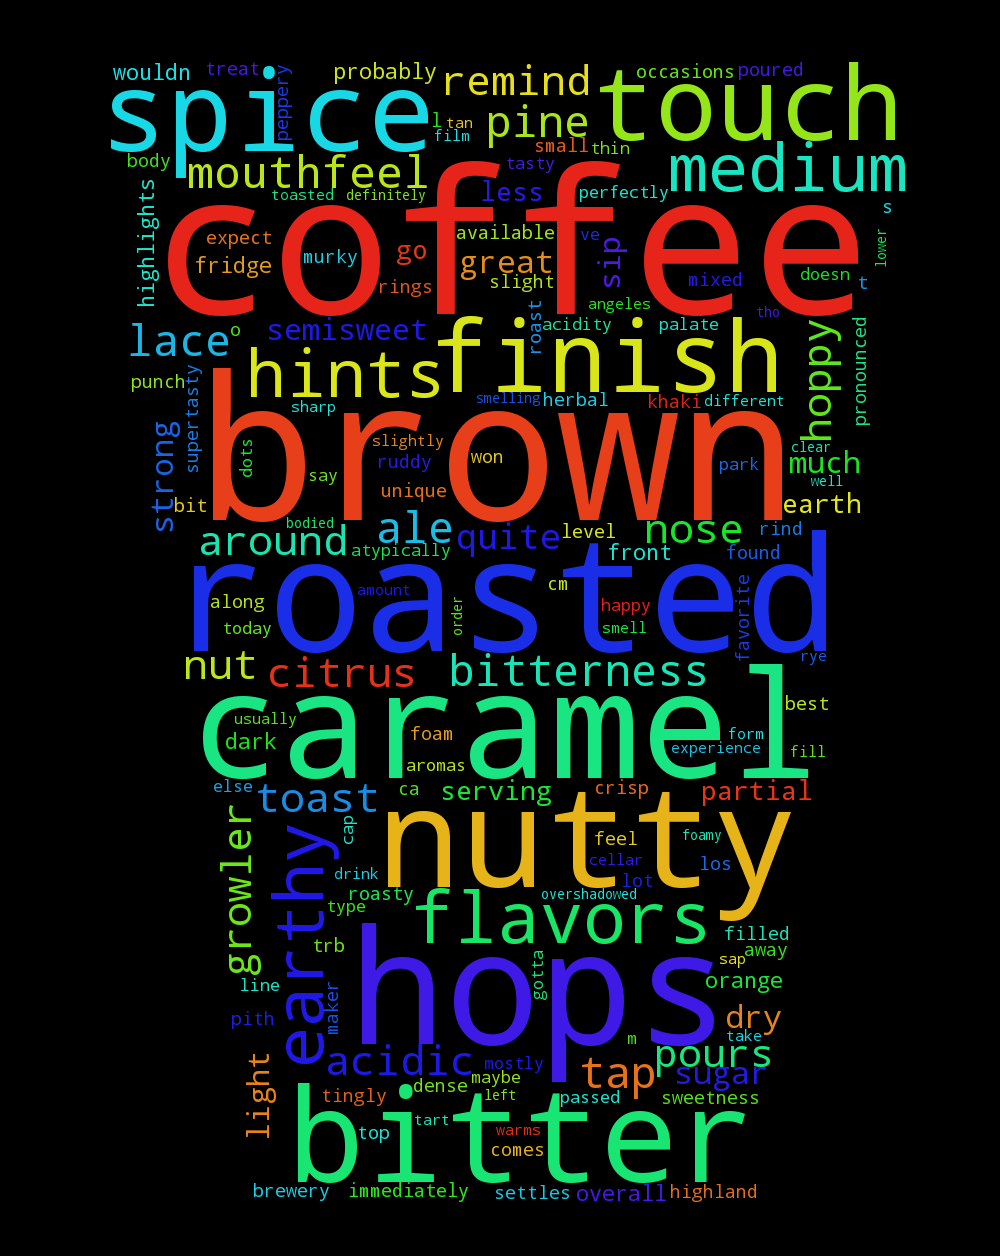 wouldn treat probably remind occasions poured
spice peppery l tan film pine touch
small thin
body mouthfeel tasty medium
toasted definitely less perfectly
highlights coffee s
expect available ve lower
fridge murky go great sip doesn
rings slight mixed t
angeles tho
lace o semisweet roast acidity palate hoppy pronounced
hints finish
punch supertasty smelling herbal khaki different
sharp
strong brown
dots slightly won clear
say ruddy park much
unique well
bit earth
bodied ale level nose rind
around quite
atypically front found
roasted
along amount cm favorite
order happy
today smell
nut citrus bitterness rye
caramel best
usually
dark foam form
experience fill
aromas
else toast ca serving crisp partial
growler nutty
earthy cap feel foamy
cellar los
drink lot
roasty overshadowed
type flavors
trb filled
hops away
gotta sap
line orange
pith maker dry
m take
acidic mostly pours
light maybe tap sugar
dense
tingly left passed sweetness
bitter
tart
top warms
comes
brewery immediately settles overall highland